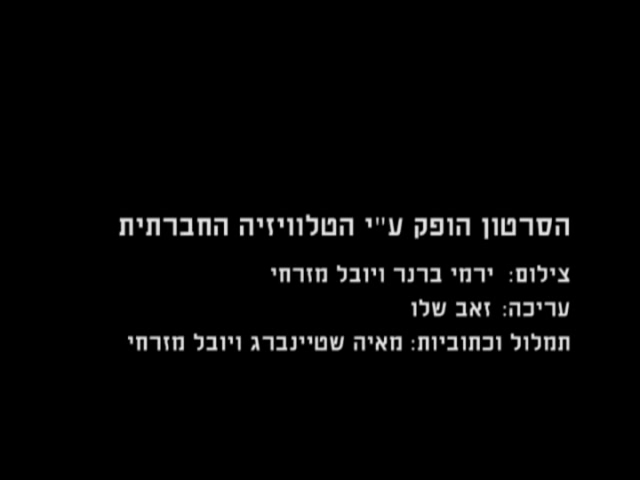 הסרטון הופק ע"י הטלוויזיה החברתית
צילום: ירמי ברנר ויובל מזרחי
עריכה: זאב שלו
תמלול וכתוביות: מאיה שטיינברג ויובל מזרחי